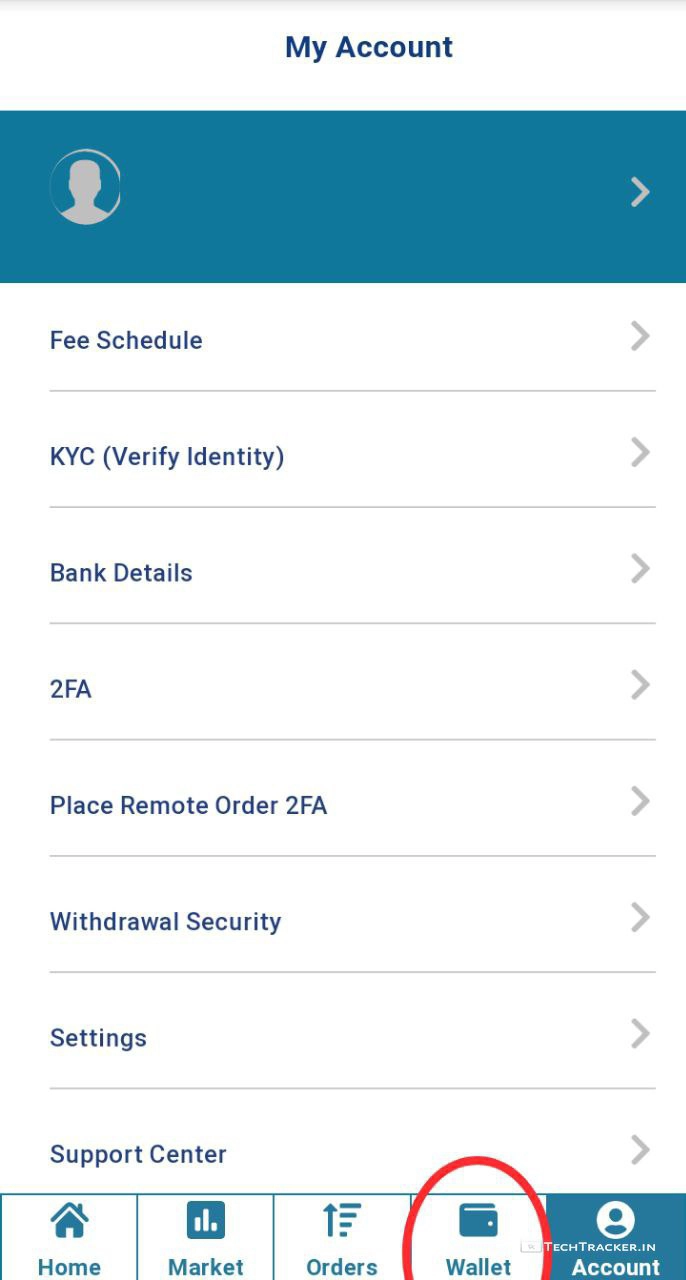 My Account
Fee Schedule
KYC (Verify Identity)
Bank Details
2FA
Place Remote Order 2FA
Withdrawal Security
Settings
Support Center
TECHTRACKER.IN
Home Market Orders Wallet Account